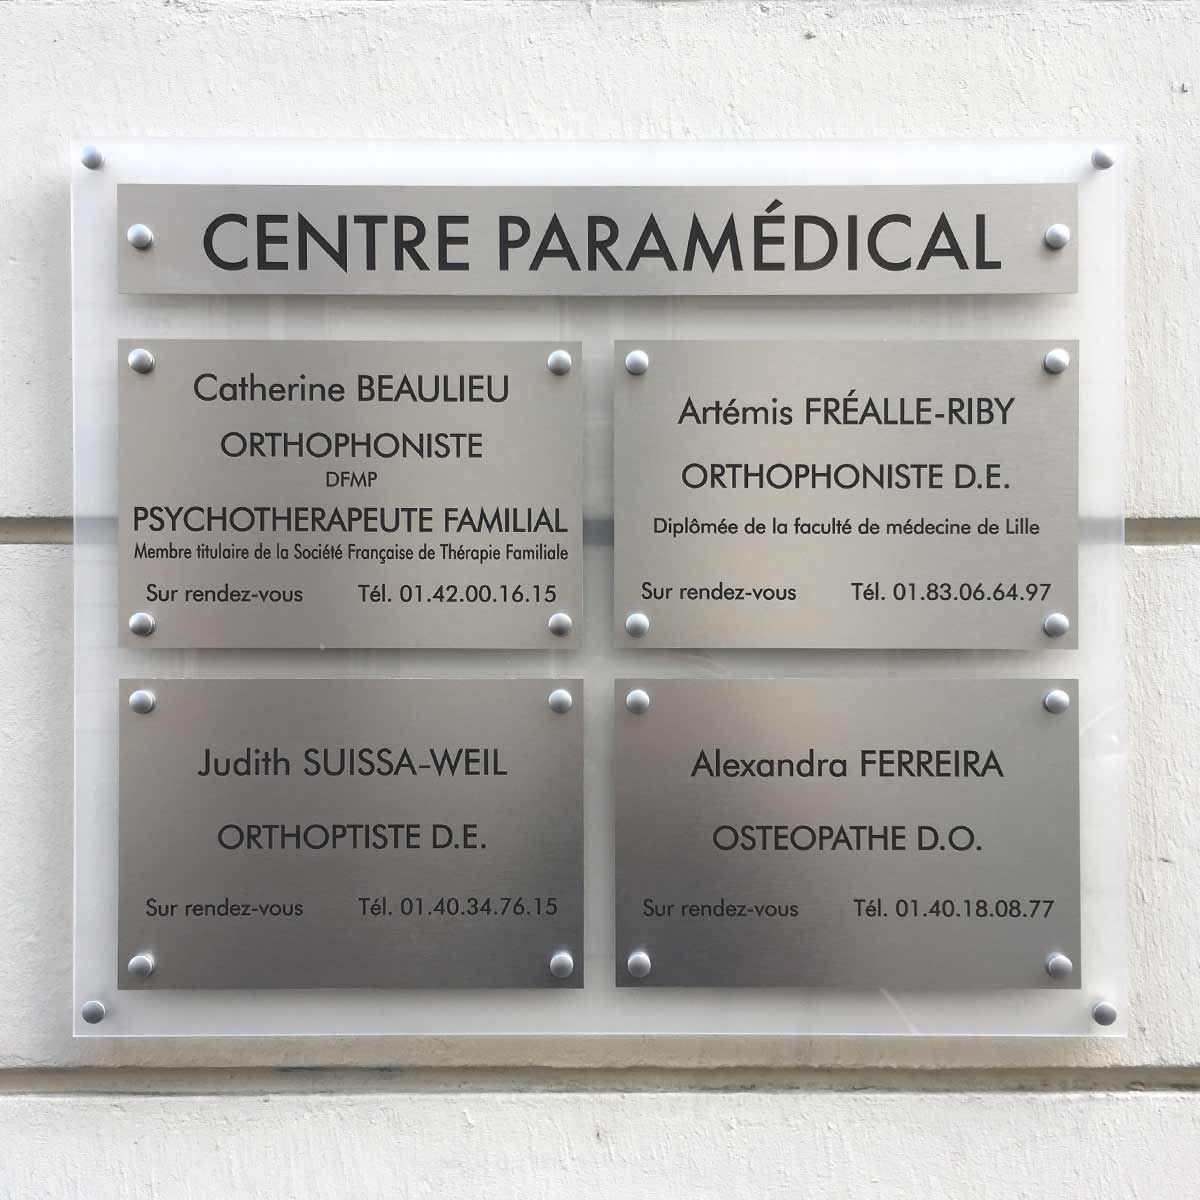 CENTRE PARAMÉDICAL
Catherine BEAULIEU
ORTHOPHONISTE
DFMP
PSYCHOTHERAPEUTE FAMILIAL
Membre titulaire de la Société Française de Thérapie Familiale
Sur rendez-vous Tél. 01.42.00.16.15
Artémis FRÉALLE-RIBY
ORTHOPHONISTE D.E.
Diplômée de la faculté de médecine de Lille
Sur rendez-vous Tél. 01.83.06.64.97
Judith SUISSA-WEIL
ORTHOPTISTE D.E.
Sur rendez-vous Tél. 01.40.34.76.15
Alexandra FERREIRA
OSTEOPATHE D.O.
Sur rendez-vous Tél. 01.40.18.08.77